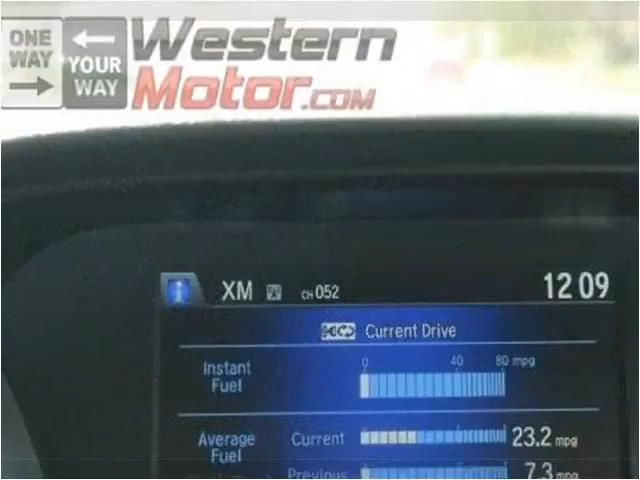 ONE WAY
YOUR WAY
Western
Motor.COM
XM CH 052 12 09
Current Drive
Instant Fuel
0 40 80 mpg
Average Fuel
Current 23.2 mpg
Previous 7.3 mpg